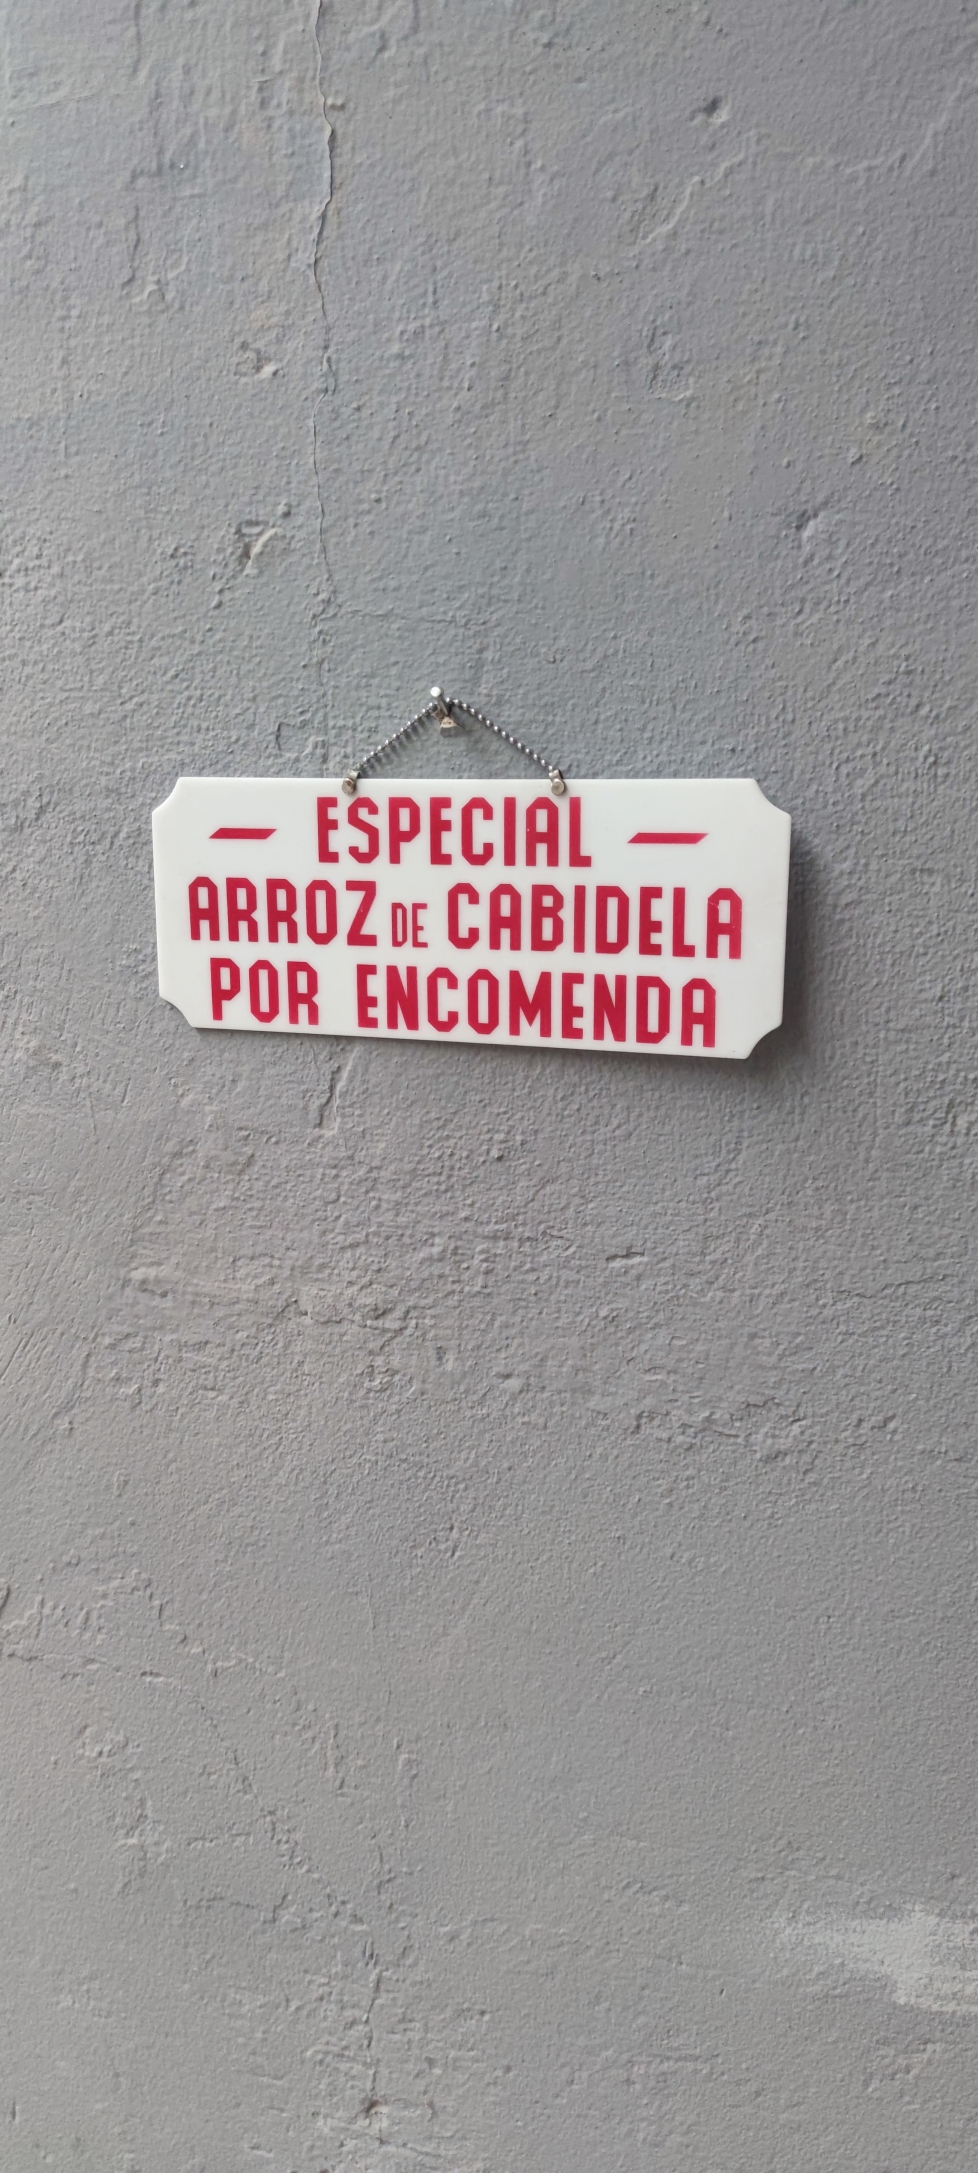 — ESPECIAL —
ARROZ DE CABIDELA
POR ENCOMENDA